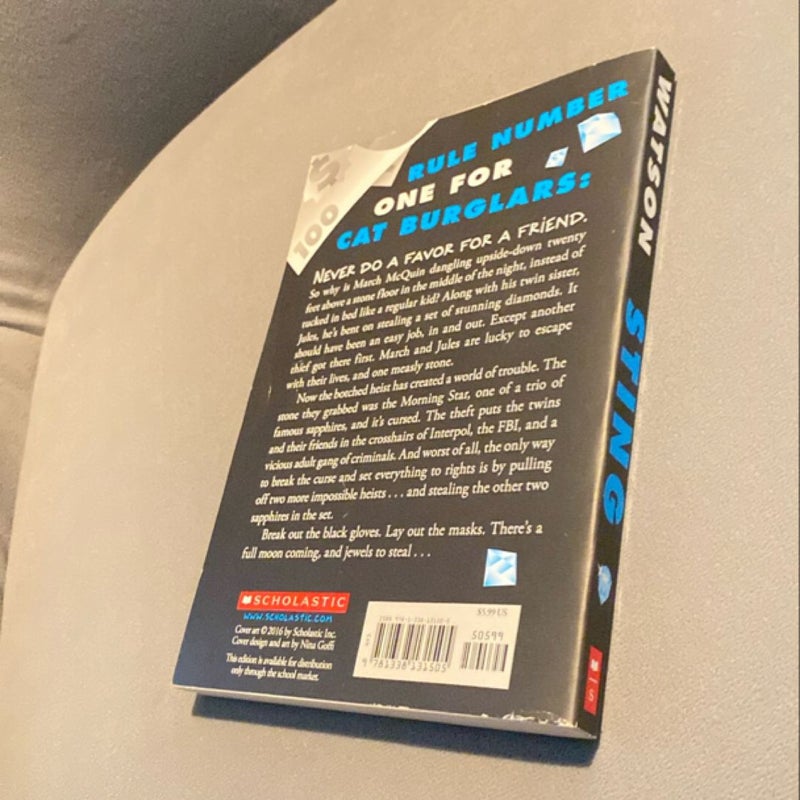 RULE NUMBER
ONE FOR
CAT BURGLARS:
NEVER DO A FAVOR FOR A FRIEND.
So why is March McQuin dangling upside-down twenty
feet above a stone floor in the middle of the night, instead of
tucked in bed like a regular kid? Along with his twin sister,
Jules, he's bent on stealing a set of stunning diamonds. It
should have been an easy job, in and out. Except another
thief got there first. March and Jules are lucky to escape
with their lives, and one measly stone.
Now the botched heist has created a world of trouble. The
stone they grabbed was the Morning Star, one of a trio of
famous sapphires, and it's cursed. The theft puts the twins
and their friends in the crosshairs of Interpol, the FBI, and a
vicious adult gang of criminals. And worst of all, the only way
to break the curse and set everything to rights is by pulling
off two more impossible heists . . . and stealing the other two
sapphires in the set.
Break out the black gloves. Lay out the masks. There's a
full moon coming, and jewels to steal . . .
SCHOLASTIC
WWW.SCHOLASTIC.COM
Cover art © 2016 by Scholastic Inc.
Cover design and art by Nina Goffi
This edition is available for distribution
only through the school market.
$5.99 US
ISBN 978-1-338-13150-5
50599
9 781338 131505
100
WATSON
STING